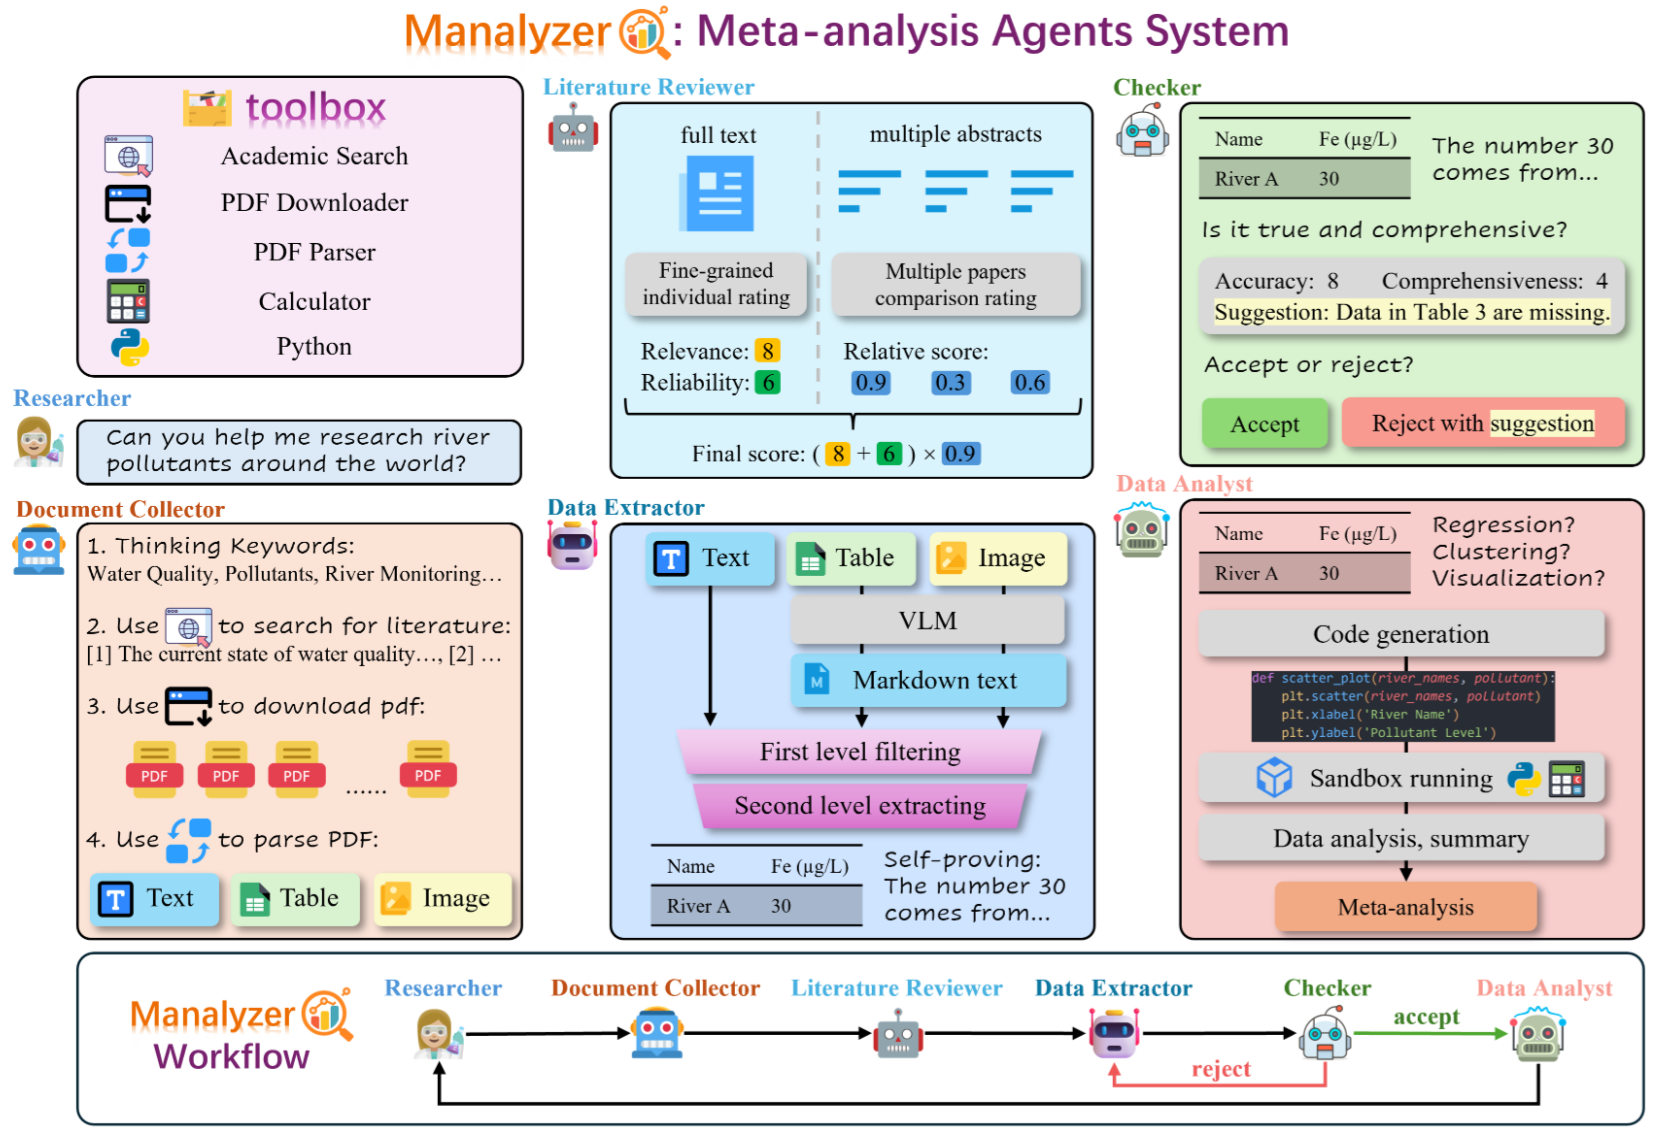 Manalyzer : Meta-analysis Agents System
toolbox
Academic Search
PDF Downloader
PDF Parser
Calculator
Python
Researcher
Can you help me research river
pollutants around the world?
Document Collector
1. Thinking Keywords:
Water Quality, Pollutants, River Monitoring...
2. Use to search for literature:
[1] The current state of water quality..., [2] ...
3. Use to download pdf:
PDF PDF PDF ...... PDF
4. Use to parse PDF:
Text Table Image
Literature Reviewer
full text
multiple abstracts
Fine-grained
individual rating
Multiple papers
comparison rating
Relevance: 8
Reliability: 6
Relative score:
0.9 0.3 0.6
Final score: ( 8 + 6 ) × 0.9
Data Extractor
Text Table Image
VLM
M Markdown text
First level filtering
Second level extracting
Name Fe (µg/L)
River A 30
Self-proving:
The number 30
comes from...
Checker
Name Fe (µg/L)
River A 30
The number 30
comes from...
Is it true and comprehensive?
Accuracy: 8 Comprehensiveness: 4
Suggestion: Data in Table 3 are missing.
Accept or reject?
Accept
Reject with suggestion
Data Analyst
Name Fe (µg/L)
River A 30
Regression?
Clustering?
Visualization?
Code generation
def scatter_plot(river_names, pollutant):
plt.scatter(river_names, pollutant)
plt.xlabel('River Name')
plt.ylabel('Pollutant Level')
Sandbox running
Data analysis, summary
Meta-analysis
Manalyzer
Workflow
Researcher
Document Collector
Literature Reviewer
Data Extractor
Checker
Data Analyst
accept
reject